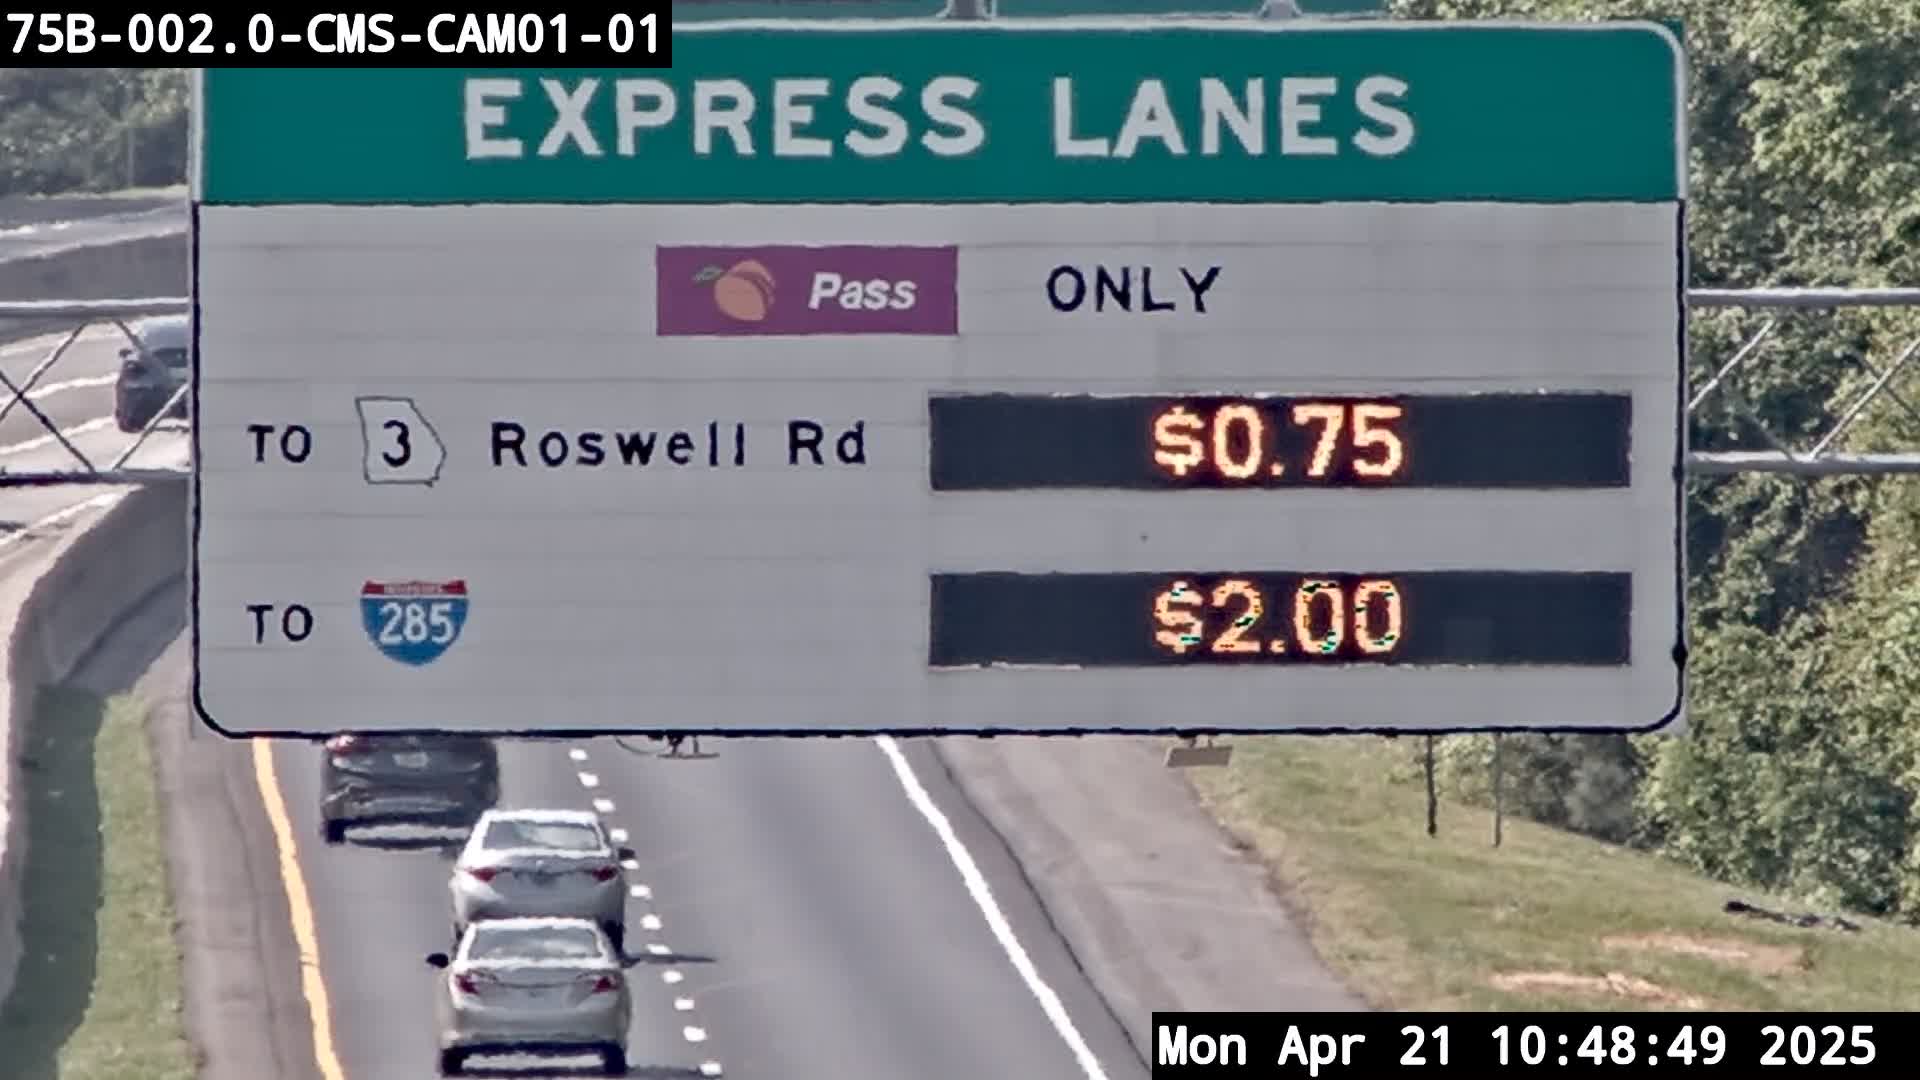 75B-002.0-CMS-CAM01-01
EXPRESS LANES
Pass ONLY
TO 3 Roswell Rd $0.75
TO 285 $2.00
Mon Apr 21 10:48:49 2025